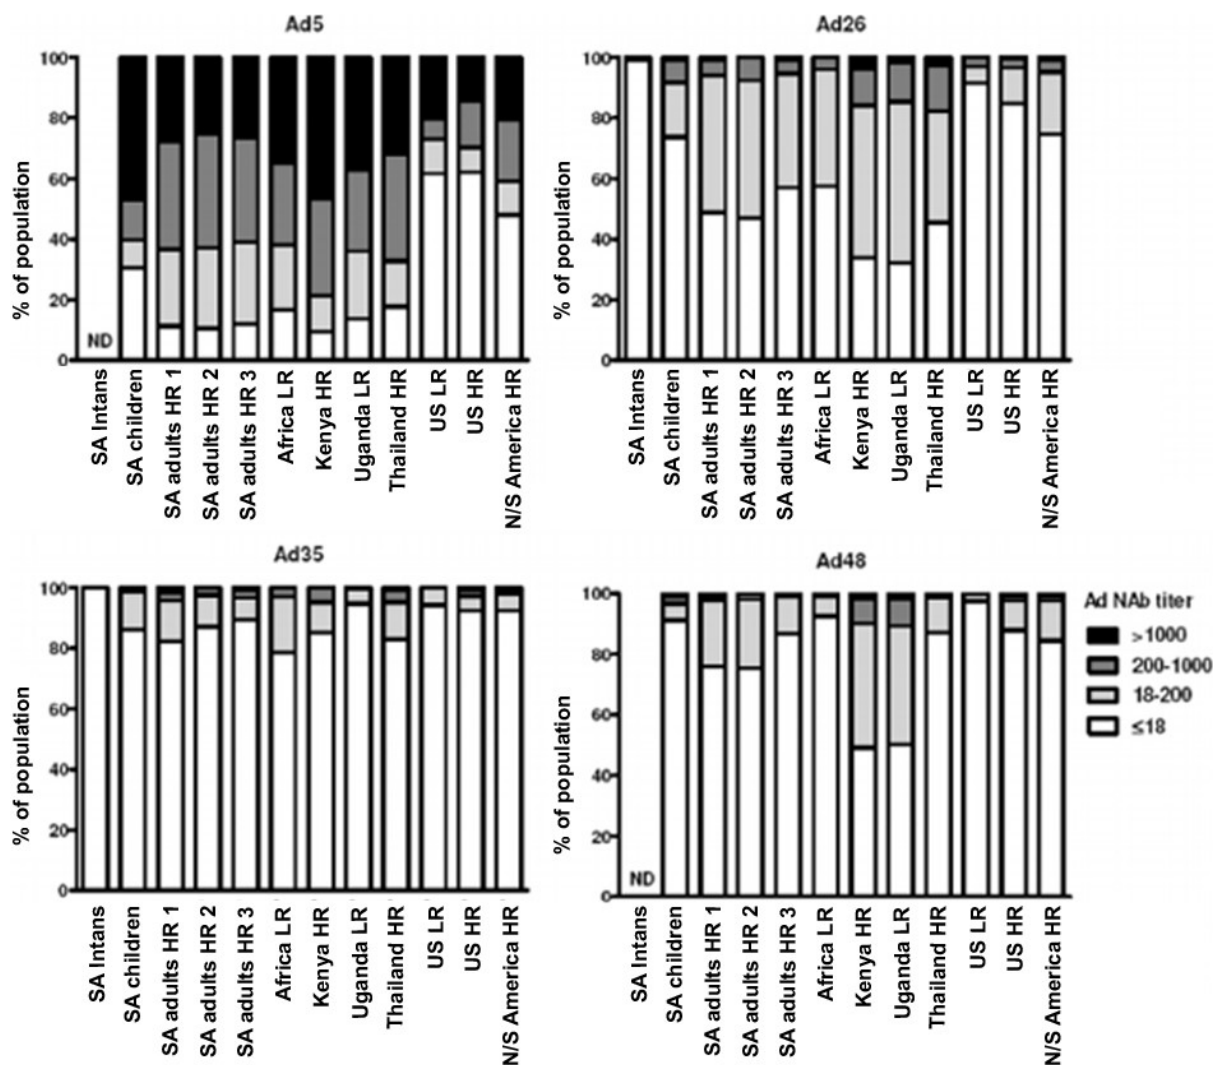 Ad5
% of population
100
80
60
40
20
0
ND
SA Intans
SA children
SA adults HR 1
SA adults HR 2
SA adults HR 3
Africa LR
Kenya HR
Uganda LR
Thailand HR
US LR
US HR
N/S America HR
Ad26
% of population
100
80
60
40
20
0
SA Intans
SA children
SA adults HR 1
SA adults HR 2
SA adults HR 3
Africa LR
Kenya HR
Uganda LR
Thailand HR
US LR
US HR
N/S America HR
Ad35
% of population
100
80
60
40
20
0
SA Intans
SA children
SA adults HR 1
SA adults HR 2
SA adults HR 3
Africa LR
Kenya HR
Uganda LR
Thailand HR
US LR
US HR
N/S America HR
Ad48
% of population
100
80
60
40
20
0
ND
SA Intans
SA children
SA adults HR 1
SA adults HR 2
SA adults HR 3
Africa LR
Kenya HR
Uganda LR
Thailand HR
US LR
US HR
N/S America HR
Ad NAb titer
>1000
200-1000
18-200
≤18